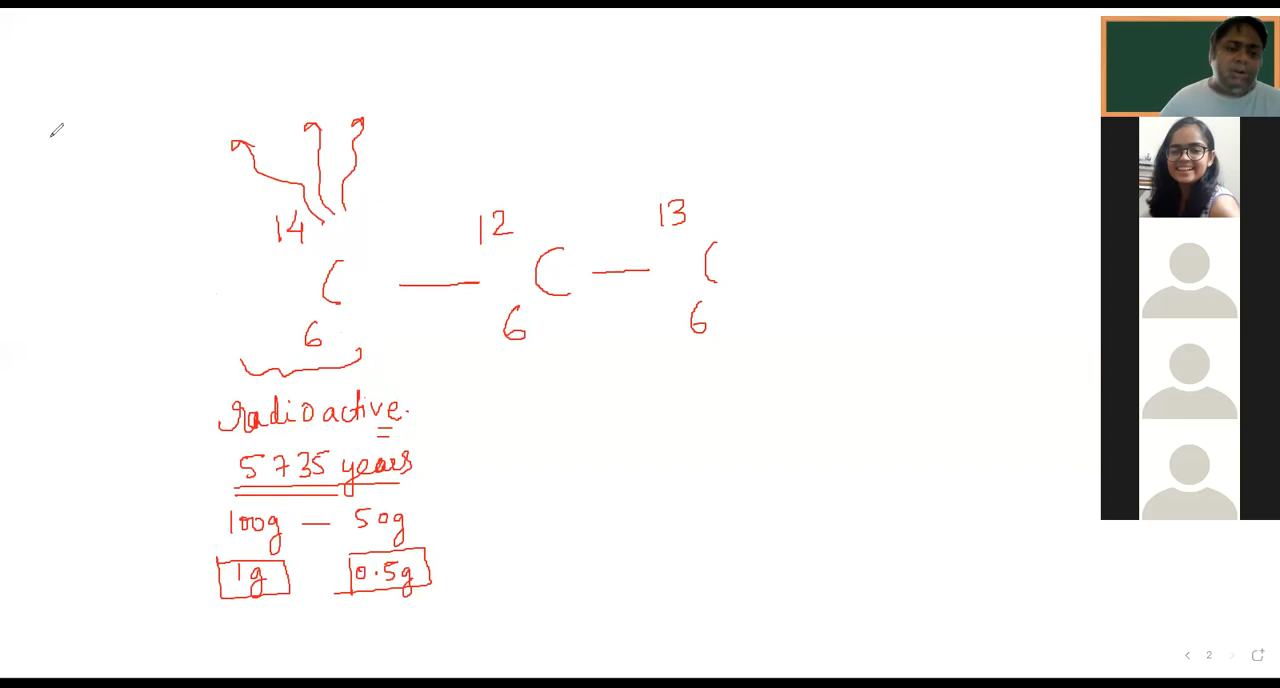 14 12 13
C — C — C
6 6 6
radioactive.
5735 years
100g — 50g
1g 0.5g
2